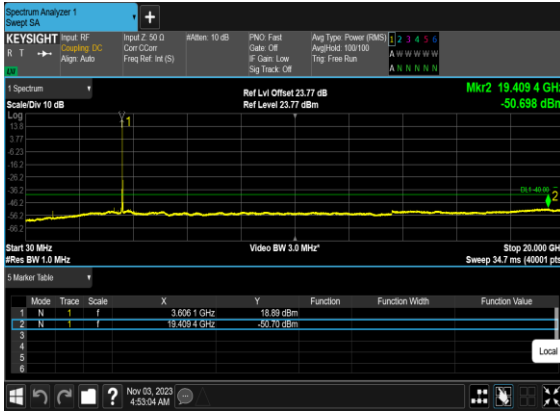 Spectrum Analyzer 1
Swept SA
+
KEYSIGHT
R T
LV
Input: RF
Coupling: DC
Align: Auto
Input Z: 50 Ω
Corr CCorr
Freq Ref: Int (S)
#Atten: 10 dB
PNO: Fast
Gate: Off
IF Gain: Low
Sig Track: Off
Avg Type: Power (RMS)
Avg|Hold: 100/100
Trig: Free Run
1 2 3 4 5 6
A W W W W W
A N N N N N
1 Spectrum
Scale/Div 10 dB
Ref Lvl Offset 23.77 dB
Ref Level 23.77 dBm
Mkr2 19.409 4 GHz
-50.698 dBm
Log
13.8
3.77
-6.23
-16.2
-26.2
-36.2
-46.2
-56.2
-66.2
1
DL1 -40.00
2
Start 30 MHz
#Res BW 1.0 MHz
Video BW 3.0 MHz*
Stop 20.000 GH
Sweep 34.7 ms (40001 pts
5 Marker Table
Mode Trace Scale X Y Function Function Width Function Value
1 N 1 f 3.606 1 GHz 18.89 dBm
2 N 1 f 19.409 4 GHz -50.70 dBm
3
4
5
6
Local
?
Nov 03, 2023
4:53:04 AM